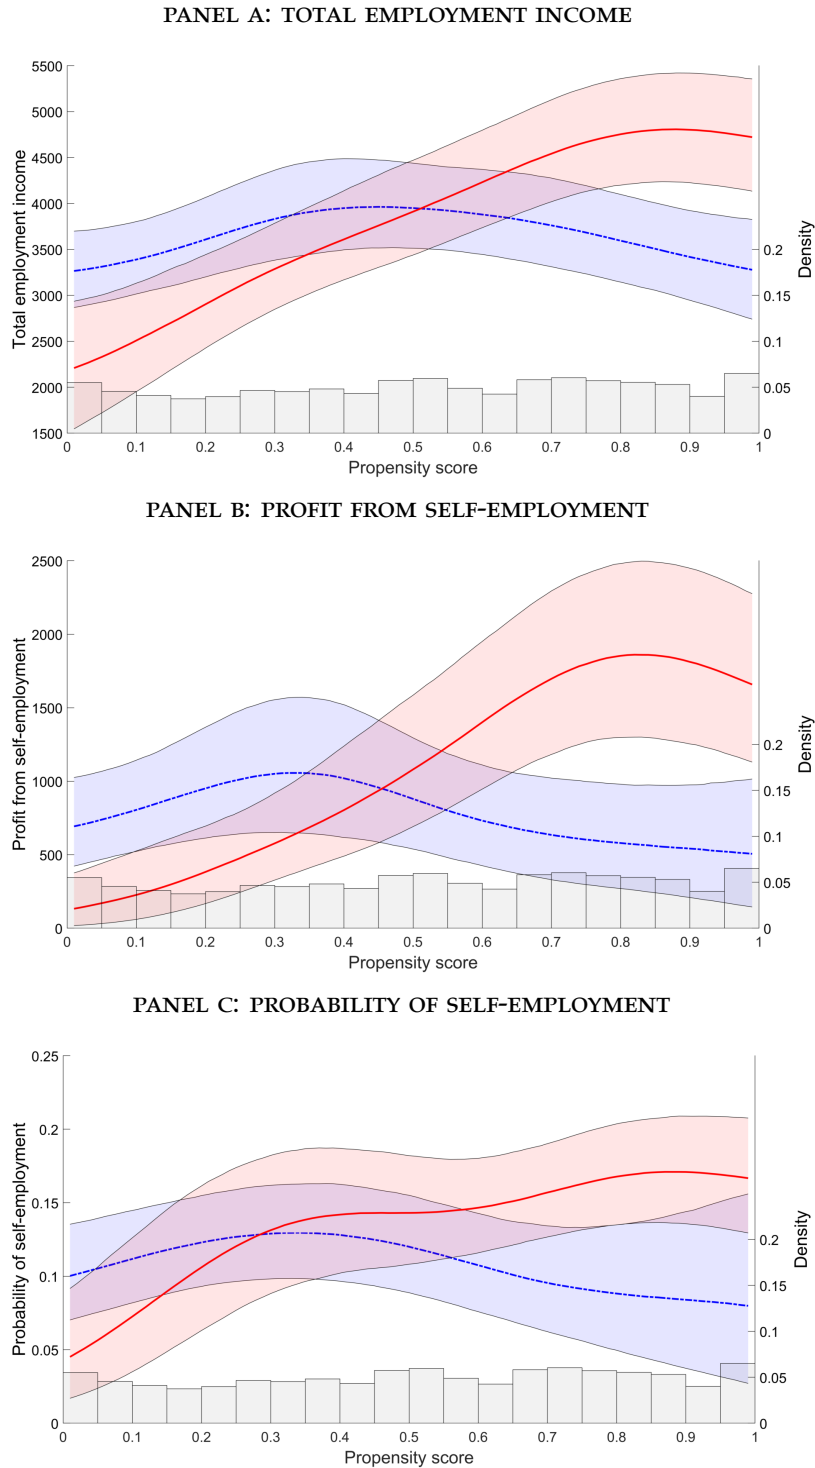 PANEL A: TOTAL EMPLOYMENT INCOME
Total employment income
5500
5000
4500
4000
3500
3000
2500
2000
1500
0 0.1 0.2 0.3 0.4 0.5 0.6 0.7 0.8 0.9 1
Propensity score
0.2
0.15
0.1
0.05
0
Density
PANEL B: PROFIT FROM SELF-EMPLOYMENT
Profit from self-employment
2500
2000
1500
1000
500
0
0 0.1 0.2 0.3 0.4 0.5 0.6 0.7 0.8 0.9 1
Propensity score
0.2
0.15
0.1
0.05
0
Density
PANEL C: PROBABILITY OF SELF-EMPLOYMENT
Probability of self-employment
0.25
0.2
0.15
0.1
0.05
0
0 0.1 0.2 0.3 0.4 0.5 0.6 0.7 0.8 0.9 1
Propensity score
0.2
0.15
0.1
0.05
0
Density